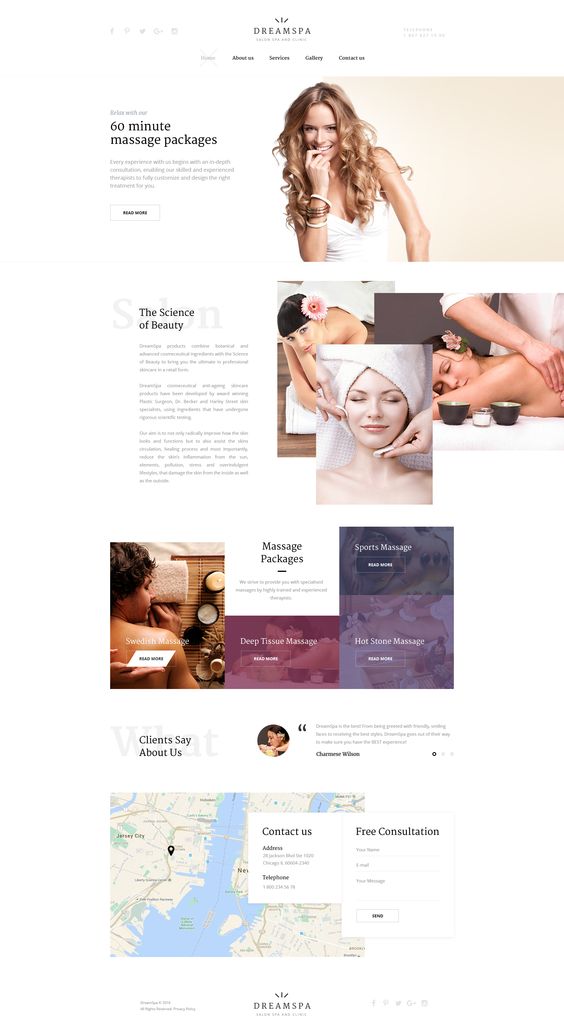 DREAMSPA
SALON SPA AND CLINIC
TELEPHONE
Home
About us
Services
Gallery
Contact us
Relax with our
60 minute
massage packages
Every experience with us begins with an in-depth
consultation, enabling our skilled and experienced
therapists to fully customize and design the right
treatment for you.
READ MORE
Salon
The Science
of Beauty
DreamSpa products combine botanical and
advanced cosmeceutical ingredients with the Science
of Beauty to bring you the ultimate in professional
skincare in a retail form.
DreamSpa cosmeceutical anti-ageing skincare
products have been developed by award winning
Plastic Surgeon, Dr. Becker and Harley Street skin
specialists, using ingredients that have undergone
rigorous scientific testing.
Our aim is to not only radically improve how the skin
looks and functions but to also assist the skins
circulation, healing process and most importantly,
reduce the skin's inflammation from the sun,
elements, pollution, stress and overindulgent
lifestyles, that damage the skin from the inside as well
as the outside.
Massage
Packages
We strive to provide you with specialised
massages by highly trained and experienced
therapists.
Sports Massage
READ MORE
Swedish Massage
READ MORE
Deep Tissue Massage
READ MORE
Hot Stone Massage
READ MORE
What
Clients Say
About Us
“
DreamSpa is the best! From being greeted with friendly, smiling
faces to receiving the best styles, DreamSpa goes out of their way
to make sure you have the BEST experience!
Charmese Wilson
Hoboken
Jersey City
Liberty Science Center
New
Contact us
Address
28 Jackson Blvd Ste 1020
Chicago IL 60604-2340
Telephone
1 800 234 56 78
Free Consultation
Your Name
E-mail
Your Message
SEND
DreamSpa © 2016
All Rights Reserved Privacy Policy
DREAMSPA
SALON SPA AND CLINIC